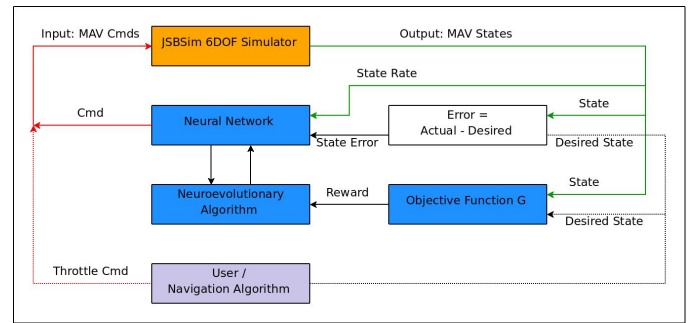 Input: MAV Cmds
JSBSim 6DOF Simulator
Output: MAV States
State Rate
Cmd
Neural Network
State Error
Error =
Actual - Desired
State
Desired State
Neuroevolutionary
Algorithm
Reward
Objective Function G
State
Desired State
Throttle Cmd
User /
Navigation Algorithm